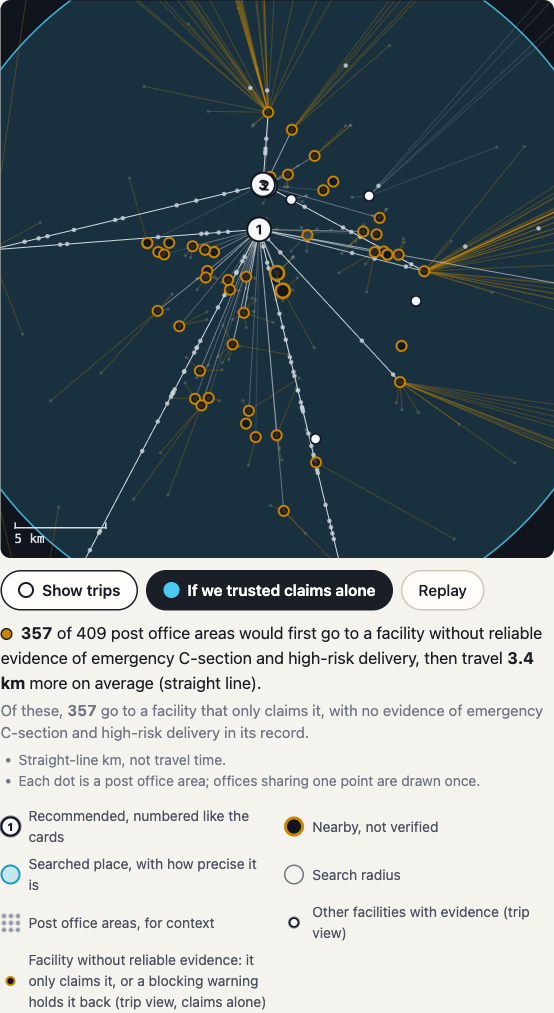 3
1
5 km
Show trips
If we trusted claims alone
Replay
357 of 409 post office areas would first go to a facility without reliable
evidence of emergency C-section and high-risk delivery, then travel 3.4
km more on average (straight line).
Of these, 357 go to a facility that only claims it, with no evidence of emergency
C-section and high-risk delivery in its record.
• Straight-line km, not travel time.
• Each dot is a post office area; offices sharing one point are drawn once.
1 Recommended, numbered like the
cards
Nearby, not verified
Searched place, with how precise it
is
Search radius
Post office areas, for context
Other facilities with evidence (trip
view)
Facility without reliable evidence: it
only claims it, or a blocking warning
holds it back (trip view, claims alone)